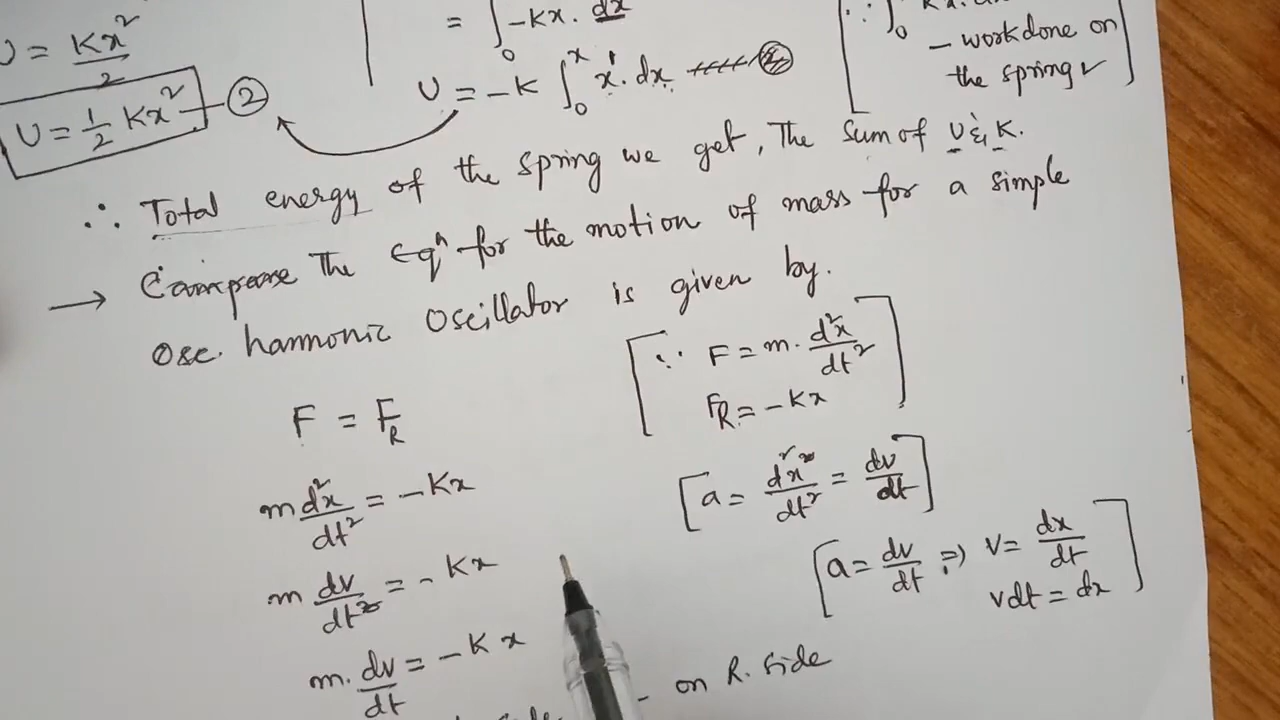 U = Kx²/2
U = 1/2 Kx² — ②
= ∫₀ -Kx. dx
U = -K ∫₀ˣ x¹. dx
∵ ∫₀ Kx.
- workdone on
the spring
∴ Total energy of the spring we get, The sum of U & K.
→ Compare The Eqⁿ for the motion of mass for a simple
Osc. harmonic Oscillator is given by.
F = F_R
[∵ F = m. d²x/dt²
F_R = -Kx]
m d²x/dt² = -Kx
[a = d²x/dt² = dv/dt]
m dv/dt = - Kx
[a = dv/dt ⇒ v = dx/dt
vdt = dx]
m. dv/dt = -K x
- on R. side